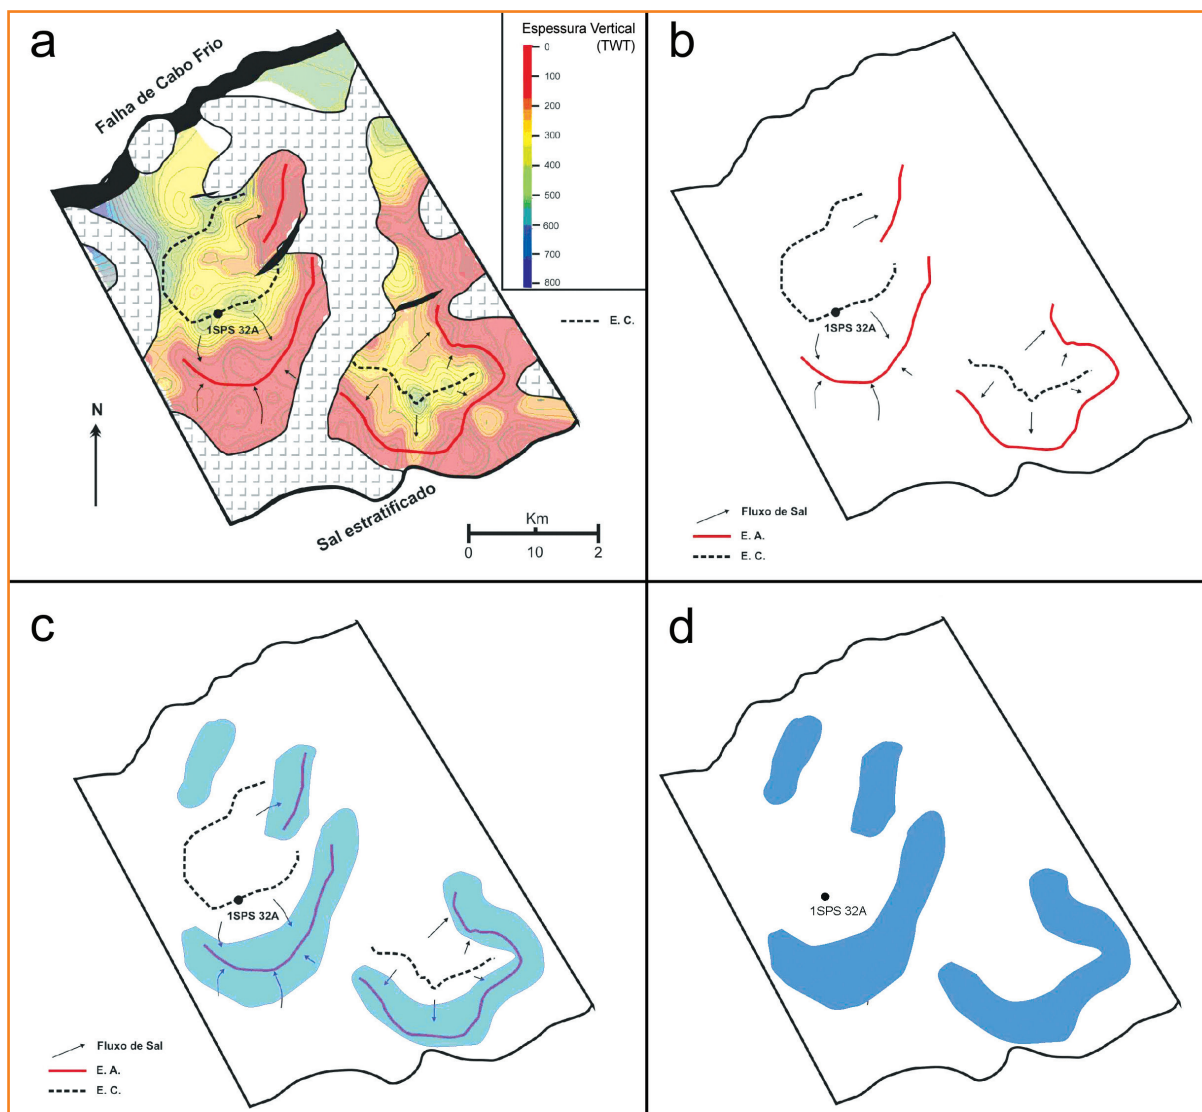 a
Falha de Cabo Frio
Espessura Vertical
(TWT)
0
100
200
300
400
500
600
700
800
E. C.
1SPS 32A
N
Sal estratificado
Km
0 10 2
b
1SPS 32A
Fluxo de Sal
E. A.
E. C.
c
1SPS 32A
Fluxo de Sal
E. A.
E. C.
d
1SPS 32A